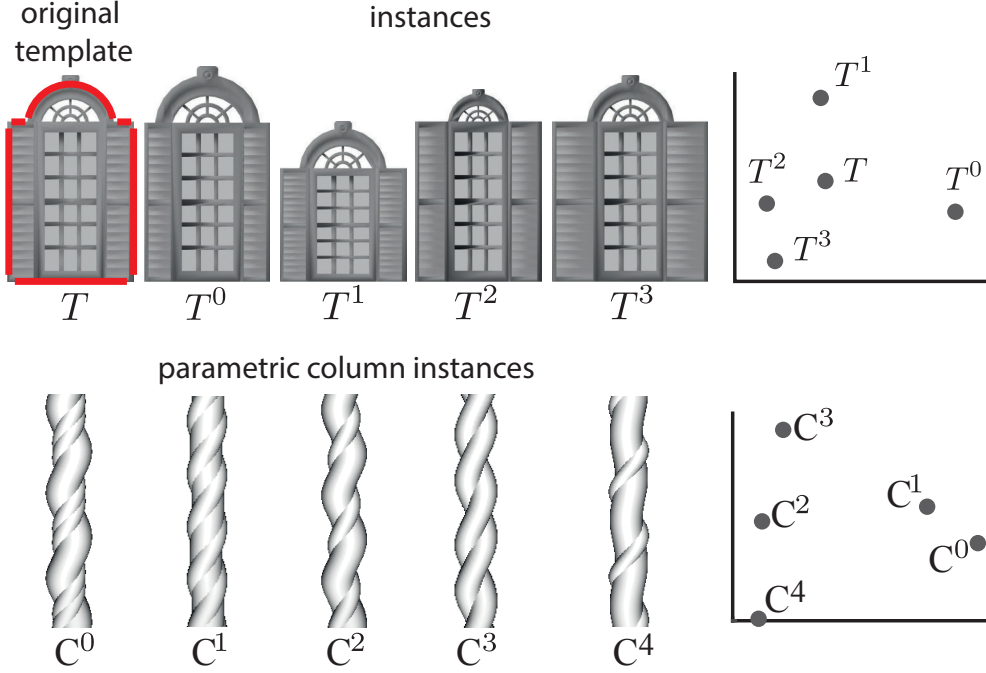 original
template
instances
T
T⁰
T¹
T²
T³
T¹
T²
T
T⁰
T³
parametric column instances
C⁰
C¹
C²
C³
C⁴
C³
C¹
C²
C⁰
C⁴